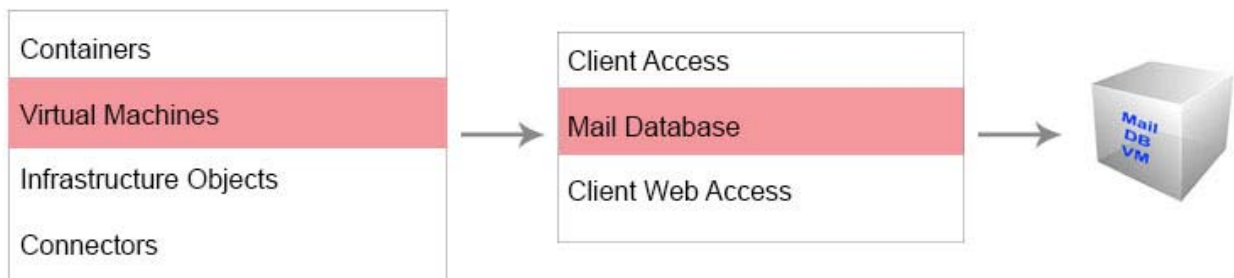 Containers
Virtual Machines
Infrastructure Objects
Connectors
Client Access
Mail Database
Client Web Access
Mail
DB
VM